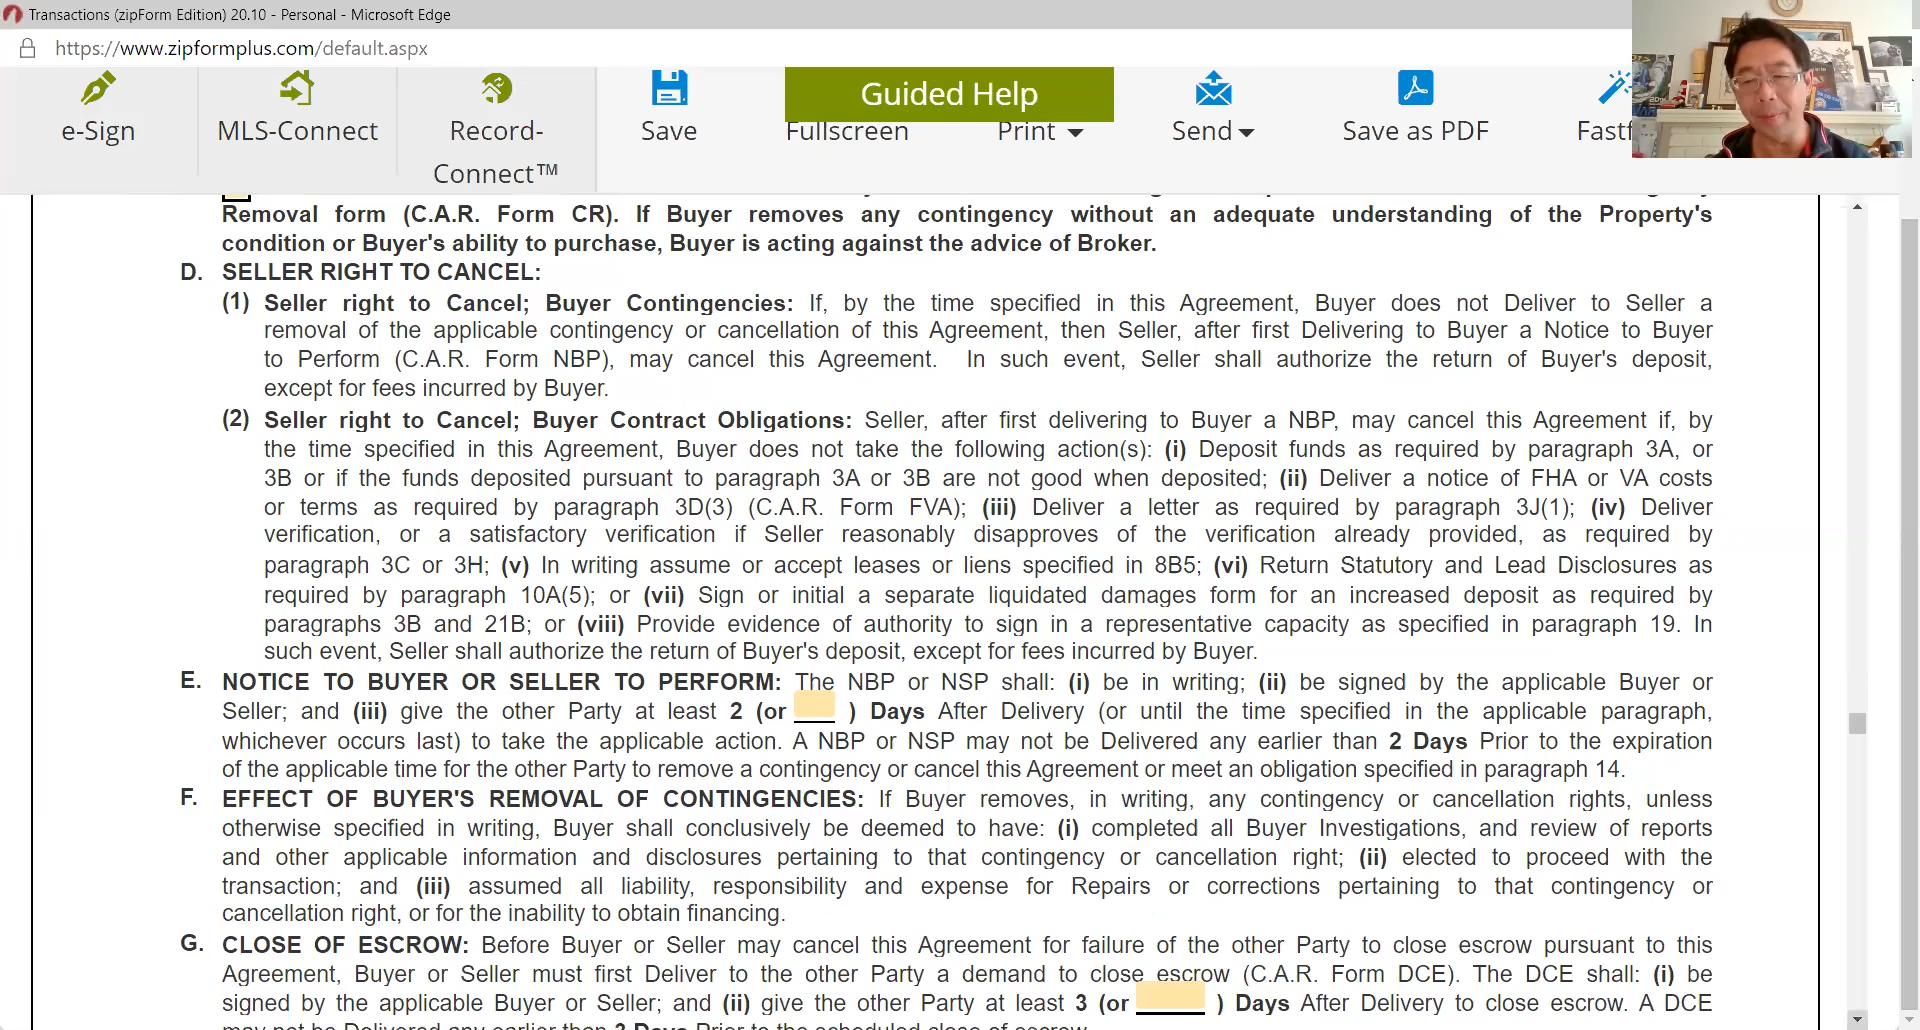 Transactions (zipForm Edition) 20.10 - Personal - Microsoft Edge
https://www.zipformplus.com/default.aspx
e-Sign
MLS-Connect
Record-
Connect™
Save
Guided Help
Fullscreen
Print
Send
Save as PDF
Fastf
Removal form (C.A.R. Form CR). If Buyer removes any contingency without an adequate understanding of the Property's
condition or Buyer's ability to purchase, Buyer is acting against the advice of Broker.
D. SELLER RIGHT TO CANCEL:
(1) Seller right to Cancel; Buyer Contingencies: If, by the time specified in this Agreement, Buyer does not Deliver to Seller a
removal of the applicable contingency or cancellation of this Agreement, then Seller, after first Delivering to Buyer a Notice to Buyer
to Perform (C.A.R. Form NBP), may cancel this Agreement. In such event, Seller shall authorize the return of Buyer's deposit,
except for fees incurred by Buyer.
(2) Seller right to Cancel; Buyer Contract Obligations: Seller, after first delivering to Buyer a NBP, may cancel this Agreement if, by
the time specified in this Agreement, Buyer does not take the following action(s): (i) Deposit funds as required by paragraph 3A, or
3B or if the funds deposited pursuant to paragraph 3A or 3B are not good when deposited; (ii) Deliver a notice of FHA or VA costs
or terms as required by paragraph 3D(3) (C.A.R. Form FVA); (iii) Deliver a letter as required by paragraph 3J(1); (iv) Deliver
verification, or a satisfactory verification if Seller reasonably disapproves of the verification already provided, as required by
paragraph 3C or 3H; (v) In writing assume or accept leases or liens specified in 8B5; (vi) Return Statutory and Lead Disclosures as
required by paragraph 10A(5); or (vii) Sign or initial a separate liquidated damages form for an increased deposit as required by
paragraphs 3B and 21B; or (viii) Provide evidence of authority to sign in a representative capacity as specified in paragraph 19. In
such event, Seller shall authorize the return of Buyer's deposit, except for fees incurred by Buyer.
E. NOTICE TO BUYER OR SELLER TO PERFORM: The NBP or NSP shall: (i) be in writing; (ii) be signed by the applicable Buyer or
Seller; and (iii) give the other Party at least 2 (or ) Days After Delivery (or until the time specified in the applicable paragraph,
whichever occurs last) to take the applicable action. A NBP or NSP may not be Delivered any earlier than 2 Days Prior to the expiration
of the applicable time for the other Party to remove a contingency or cancel this Agreement or meet an obligation specified in paragraph 14.
F. EFFECT OF BUYER'S REMOVAL OF CONTINGENCIES: If Buyer removes, in writing, any contingency or cancellation rights, unless
otherwise specified in writing, Buyer shall conclusively be deemed to have: (i) completed all Buyer Investigations, and review of reports
and other applicable information and disclosures pertaining to that contingency or cancellation right; (ii) elected to proceed with the
transaction; and (iii) assumed all liability, responsibility and expense for Repairs or corrections pertaining to that contingency or
cancellation right, or for the inability to obtain financing.
G. CLOSE OF ESCROW: Before Buyer or Seller may cancel this Agreement for failure of the other Party to close escrow pursuant to this
Agreement, Buyer or Seller must first Deliver to the other Party a demand to close escrow (C.A.R. Form DCE). The DCE shall: (i) be
signed by the applicable Buyer or Seller; and (ii) give the other Party at least 3 (or ) Days After Delivery to close escrow. A DCE
may not be Delivered any earlier than 3 Days Prior to the scheduled close of escrow.